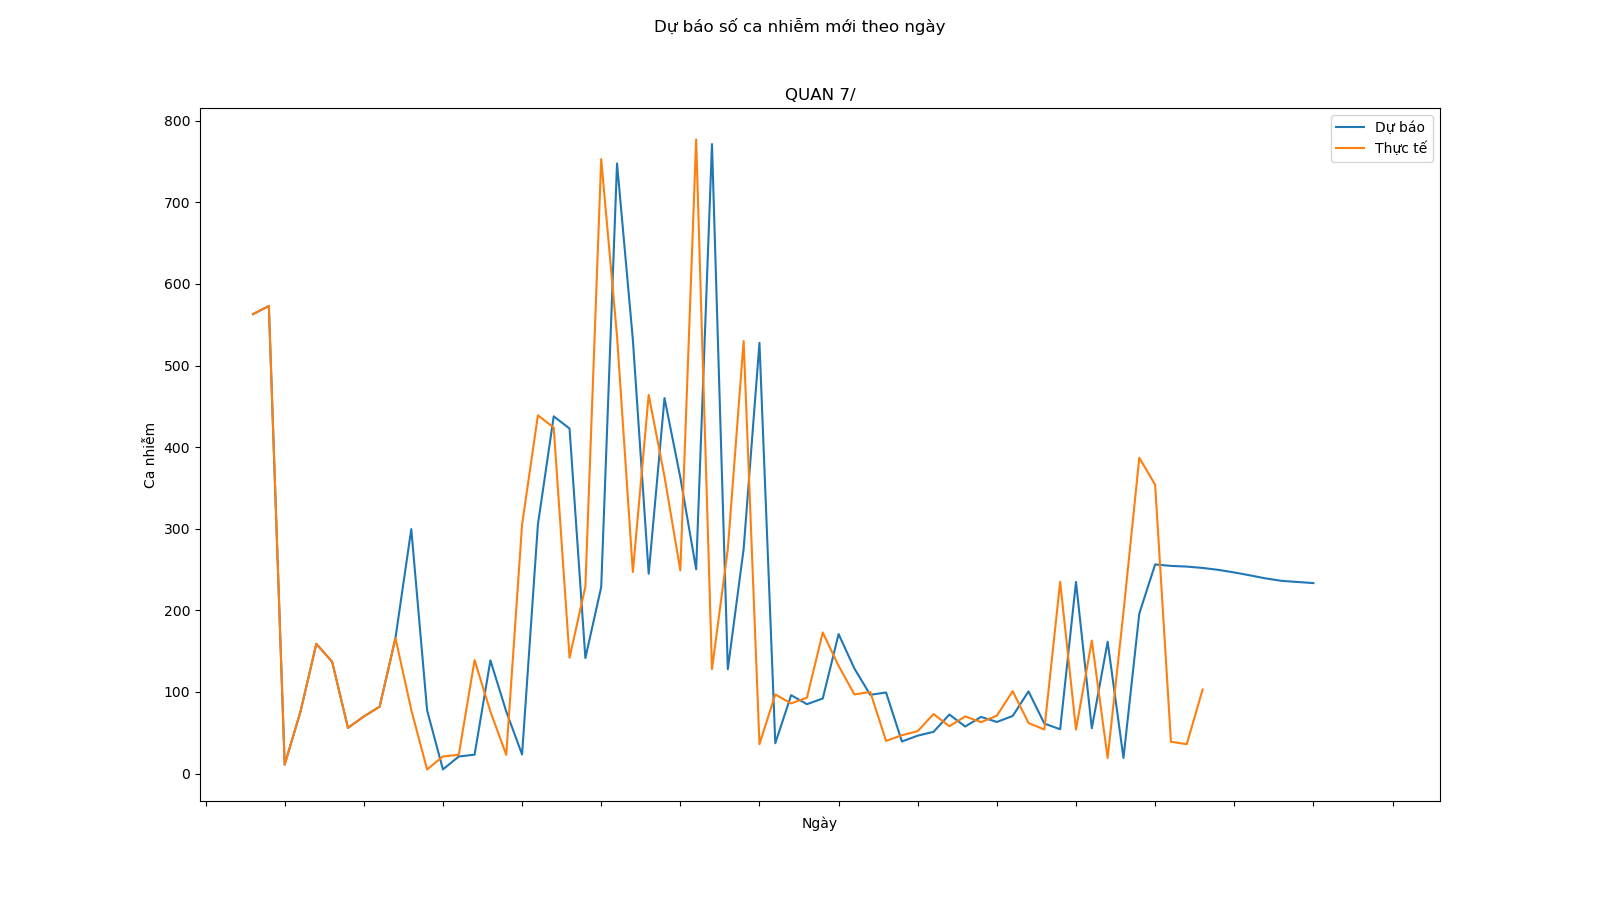 Dự báo số ca nhiễm mới theo ngày
QUAN 7/
800
700
600
500
400
300
200
100
0
Ca nhiễm
Ngày
Dự báo
Thực tế